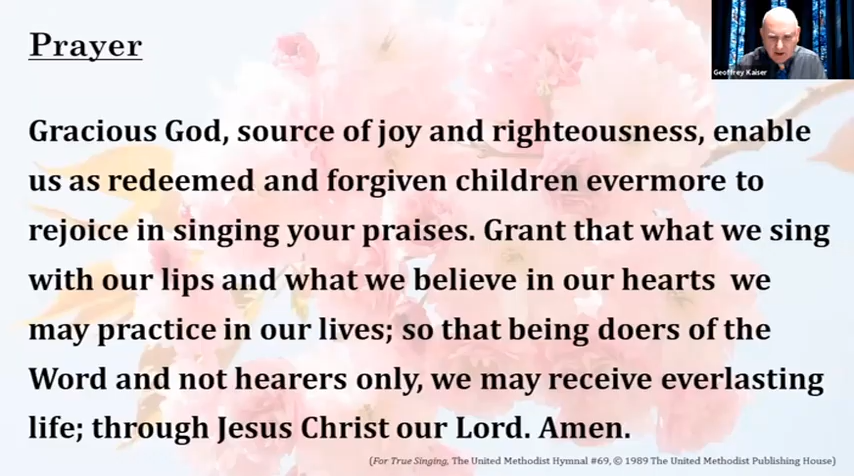 Prayer
Geoffrey Kaiser
Gracious God, source of joy and righteousness, enable
us as redeemed and forgiven children evermore to
rejoice in singing your praises. Grant that what we sing
with our lips and what we believe in our hearts we
may practice in our lives; so that being doers of the
Word and not hearers only, we may receive everlasting
life; through Jesus Christ our Lord. Amen.
(For True Singing, The United Methodist Hymnal #69, © 1989 The United Methodist Publishing House)